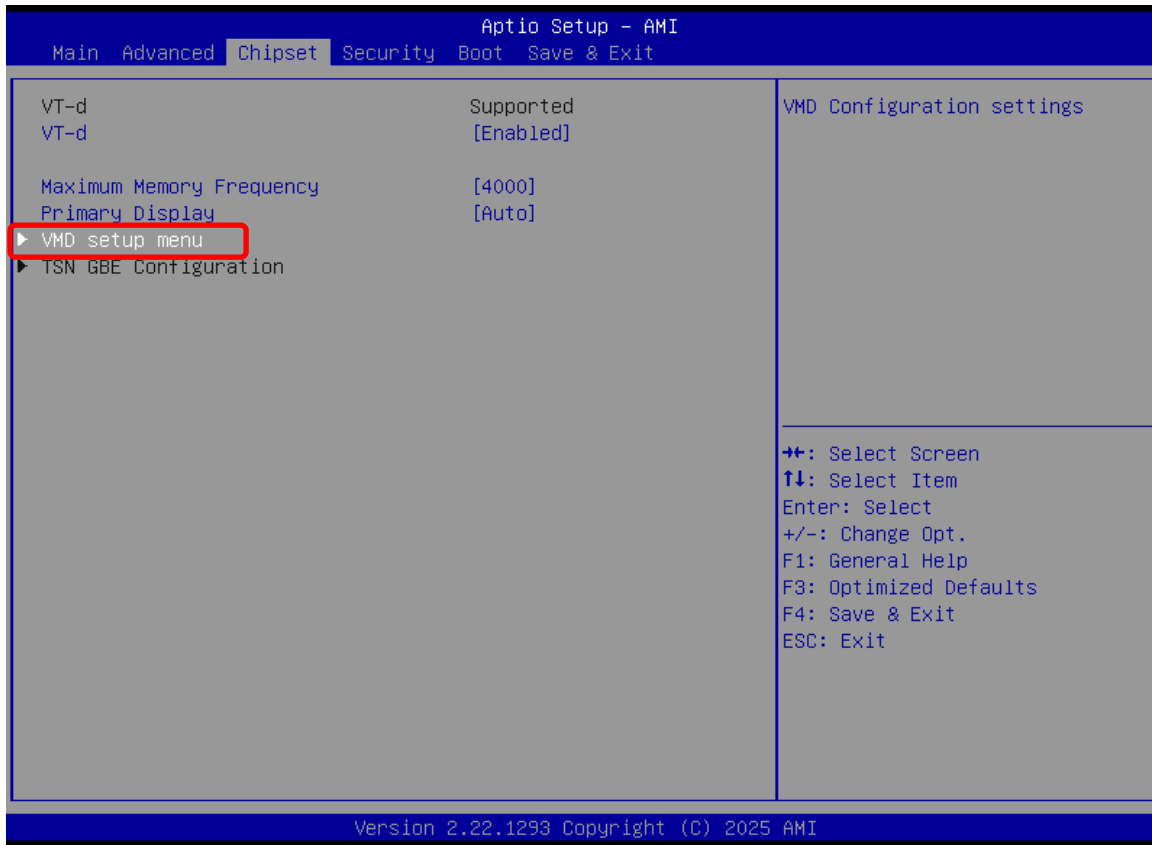 Aptio Setup – AMI
Main Advanced Chipset Security Boot Save & Exit
VT-d Supported
VT-d [Enabled]
Maximum Memory Frequency [4000]
Primary Display [Auto]
▶ VMD setup menu
▶ TSN GBE Configuration
VMD Configuration settings
→←: Select Screen
↑↓: Select Item
Enter: Select
+/-: Change Opt.
F1: General Help
F3: Optimized Defaults
F4: Save & Exit
ESC: Exit
Version 2.22.1293 Copyright (C) 2025 AMI